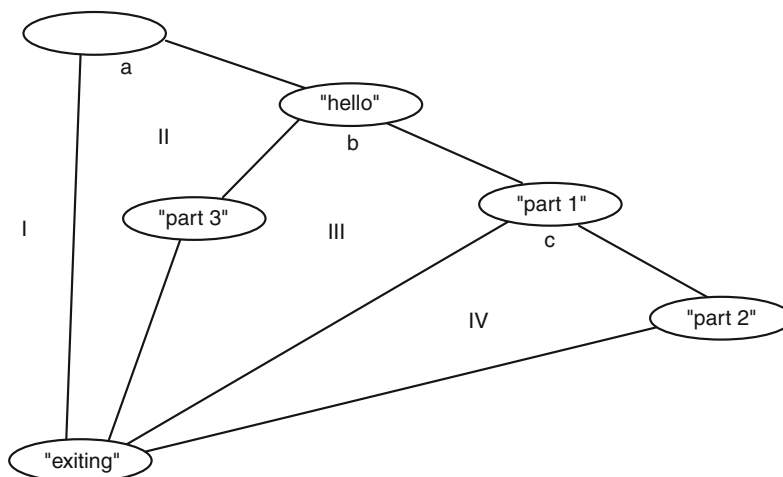 a
"hello"
b
II
"part 3"
"part 1"
I
III
c
IV
"part 2"
"exiting"